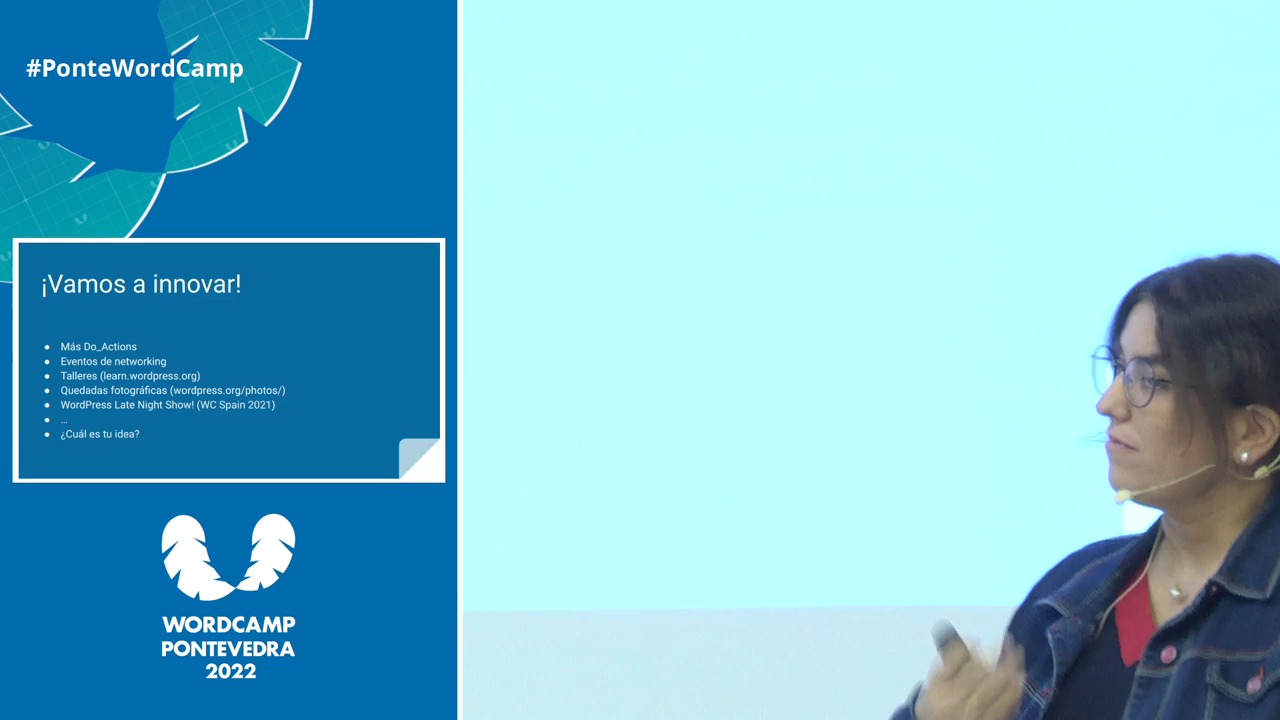 #PonteWordCamp
¡Vamos a innovar!
● Más Do_Actions
● Eventos de networking
● Talleres (learn.wordpress.org)
● Quedadas fotográficas (wordpress.org/photos/)
● WordPress Late Night Show! (WC Spain 2021)
● ...
● ¿Cuál es tu idea?
WORDCAMP
PONTEVEDRA
2022